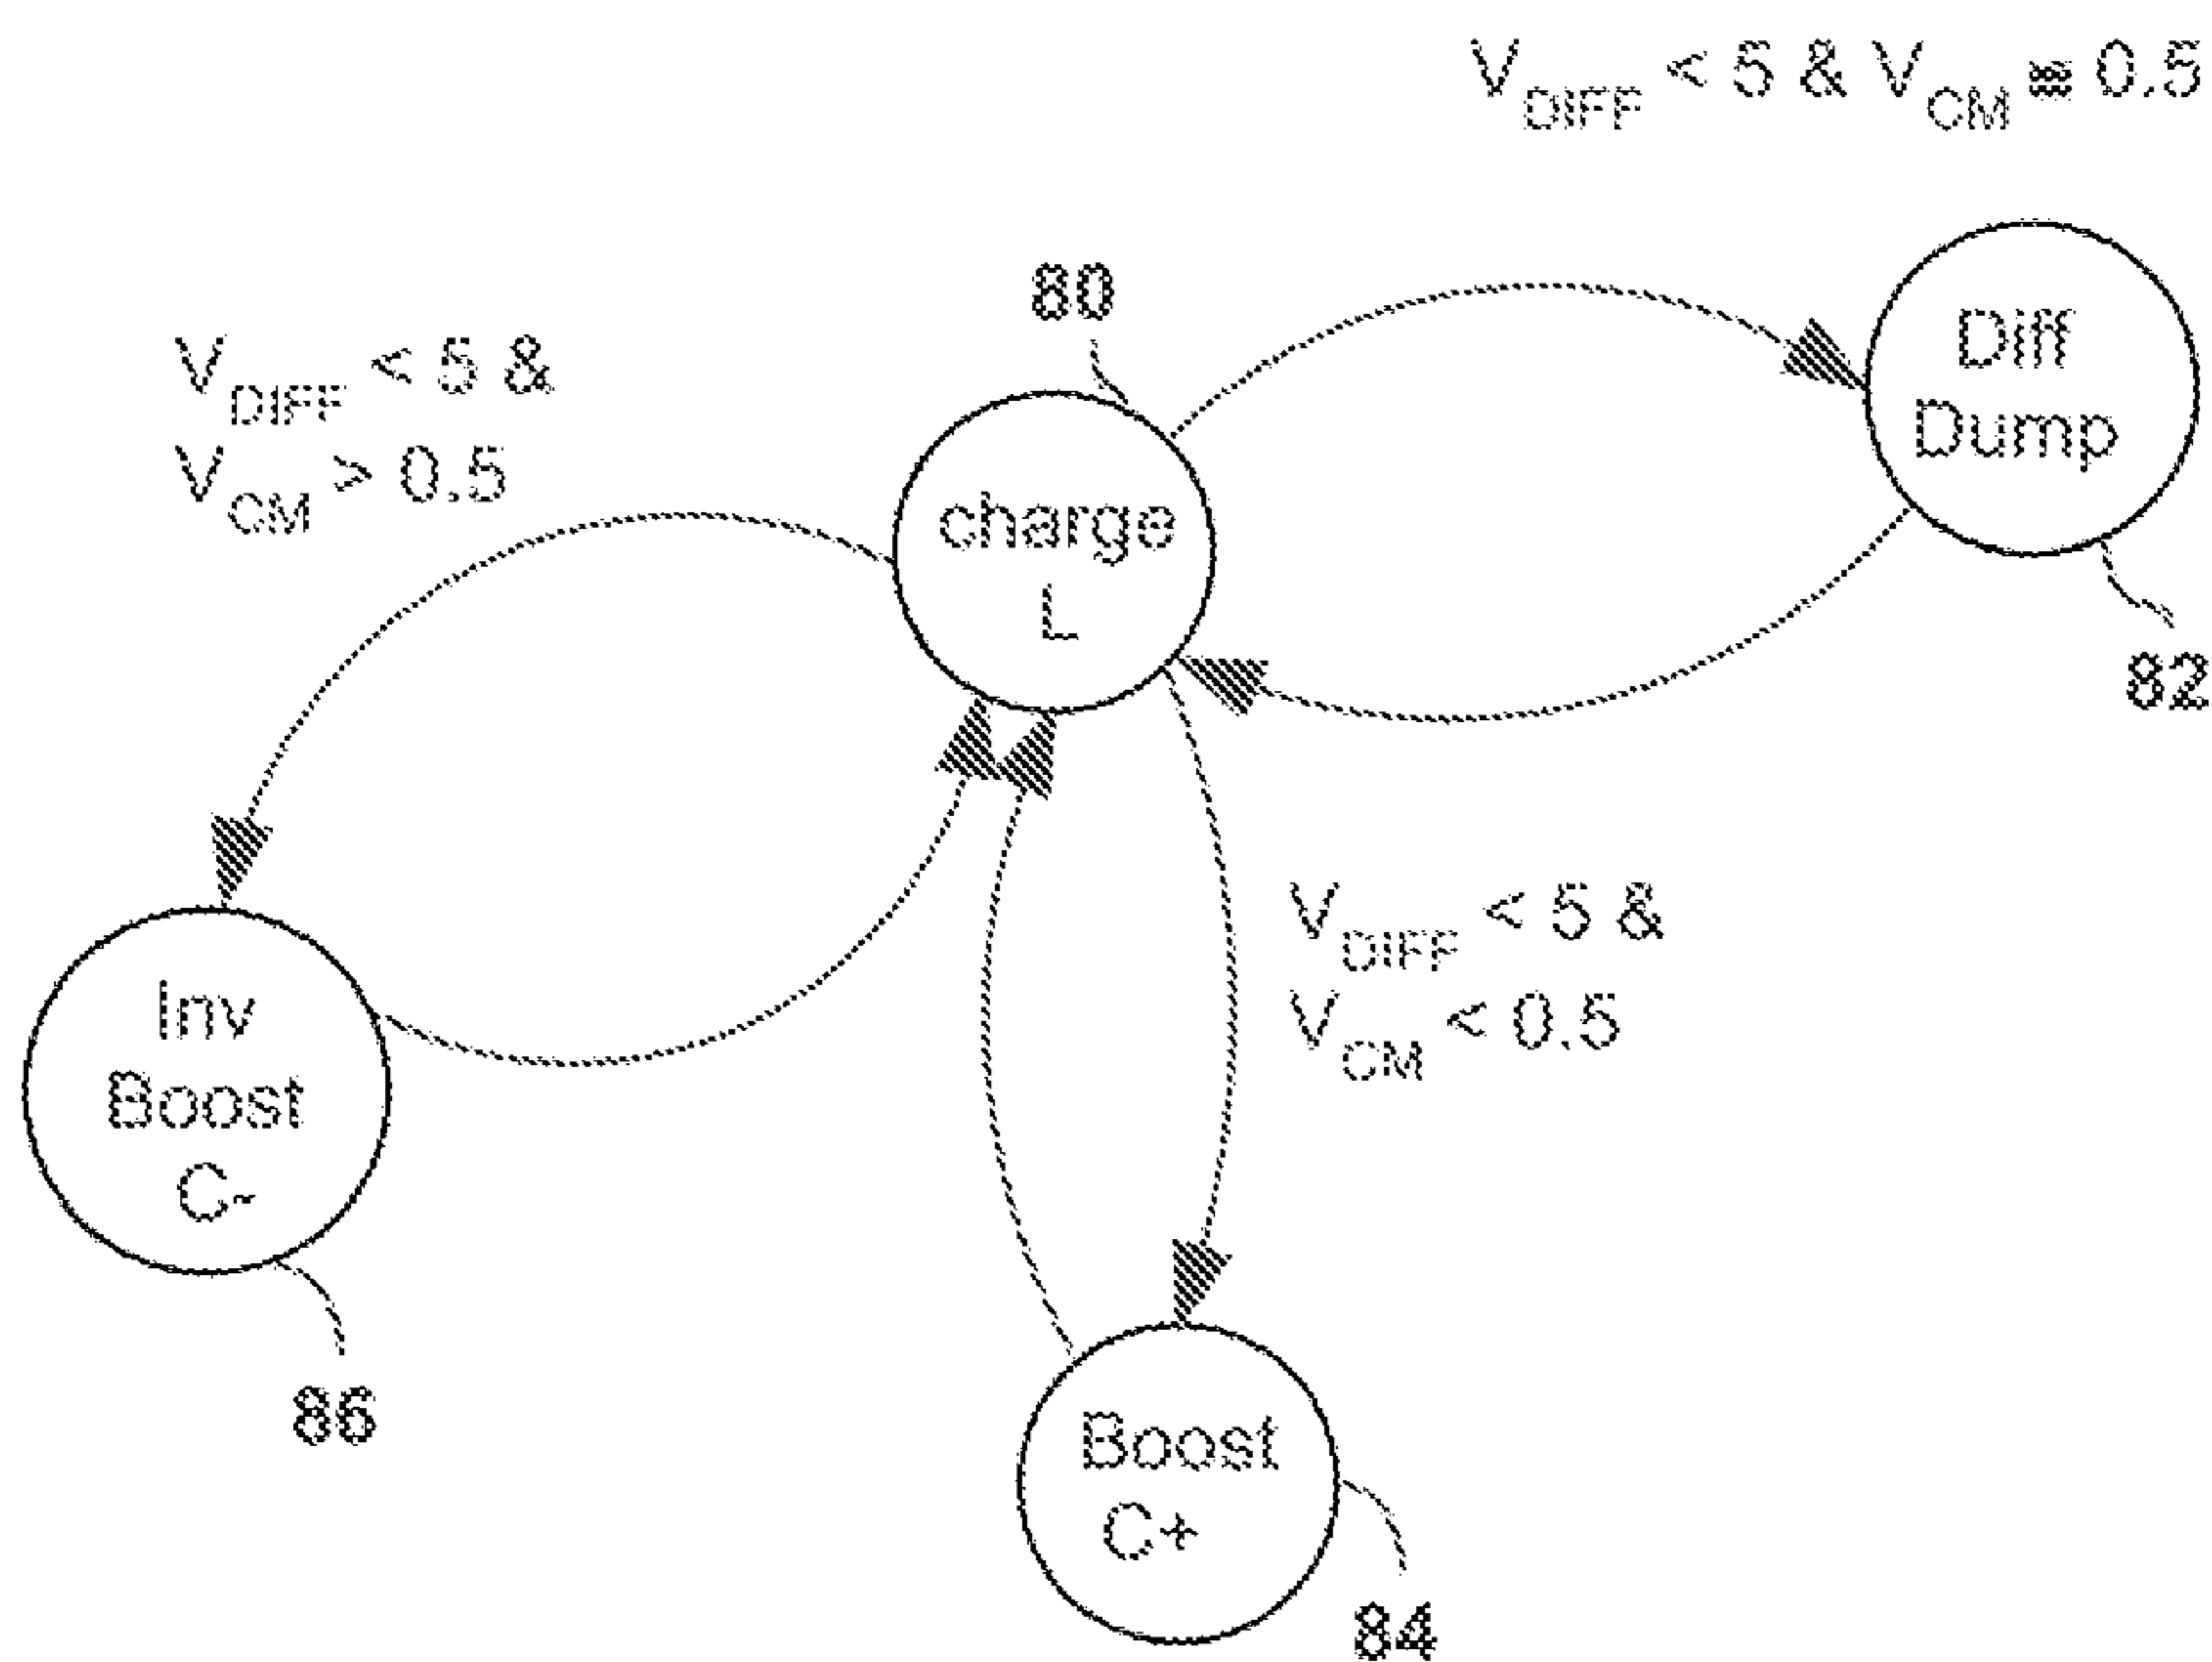 V_DIFF < 5 & V_CM ≅ 0.5
80
V_DIFF < 5 &
V_CM > 0.5
Diff
Dump
charge
L
82
V_DIFF < 5 &
V_CM < 0.5
Inv
Boost
C-
86
Boost
C+
84